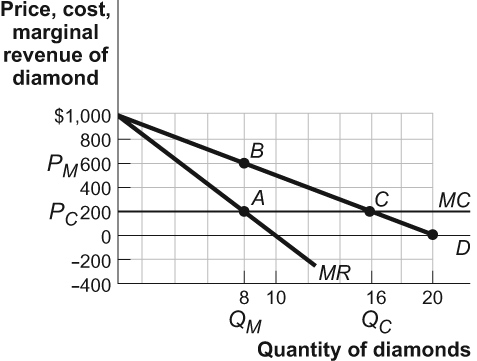 Price, cost,
marginal
revenue of
diamond
$1,000
800
B
P_M 600
400
A
C
MC
P_C 200
0
D
–200
MR
–400
8 10 16 20
Q_M Q_C
Quantity of diamonds